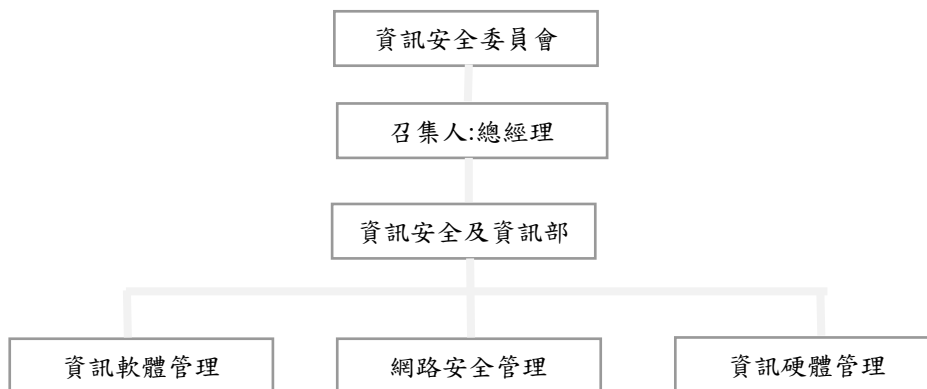 資訊安全委員會
召集人:總經理
資訊安全及資訊部
資訊軟體管理
網路安全管理
資訊硬體管理